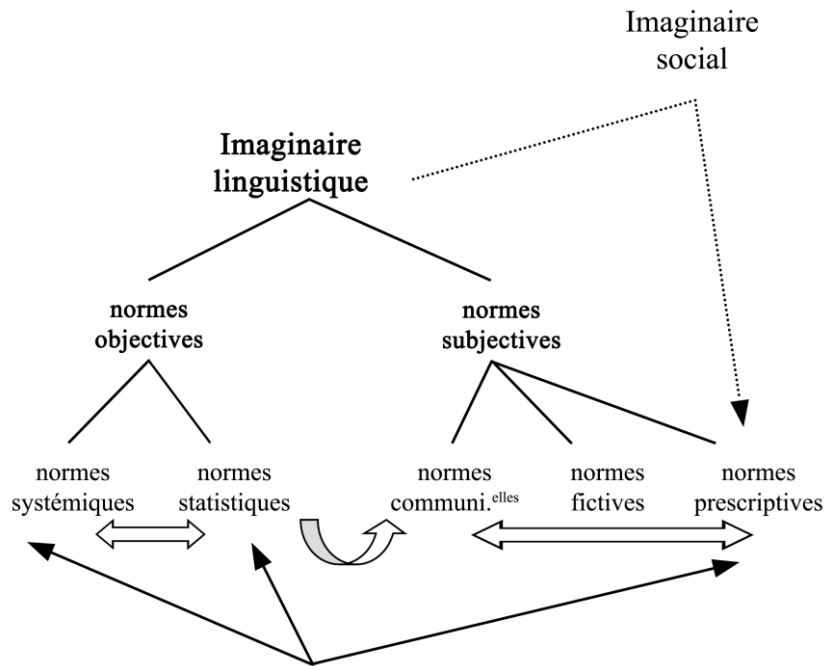 Imaginaire
social
Imaginaire
linguistique
normes
objectives
normes
subjectives
normes
systémiques
normes
statistiques
normes
communi.elles
normes
fictives
normes
prescriptives